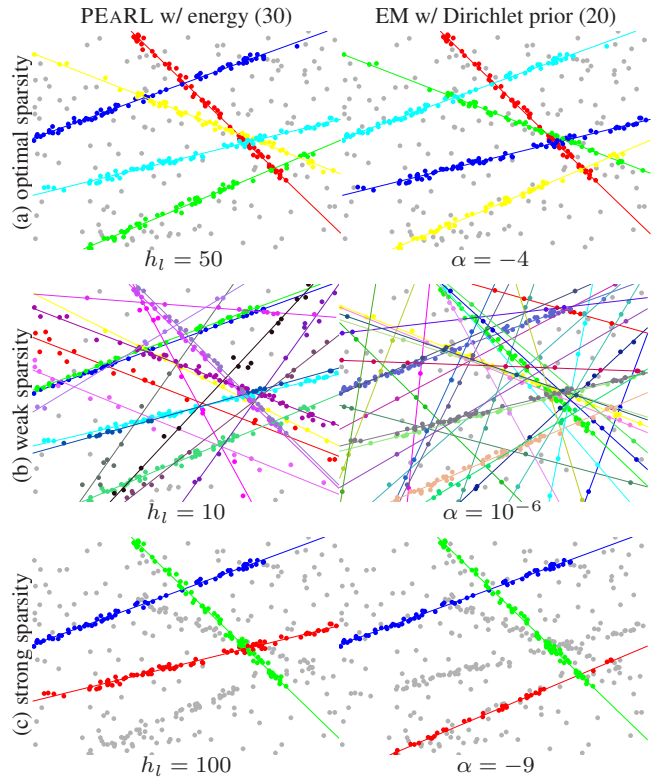 PEARL w/ energy (30) EM w/ Dirichlet prior (20)
(a) optimal sparsity
h_l = 50 α = −4
(b) weak sparsity
h_l = 10 α = 10⁻⁶
(c) strong sparsity
h_l = 100 α = −9